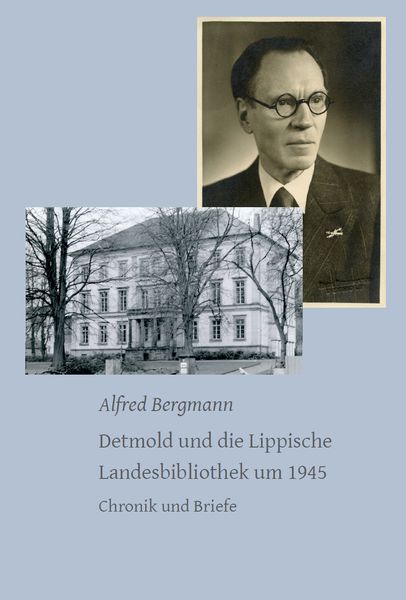 Alfred Bergmann
Detmold und die Lippische
Landesbibliothek um 1945
Chronik und Briefe